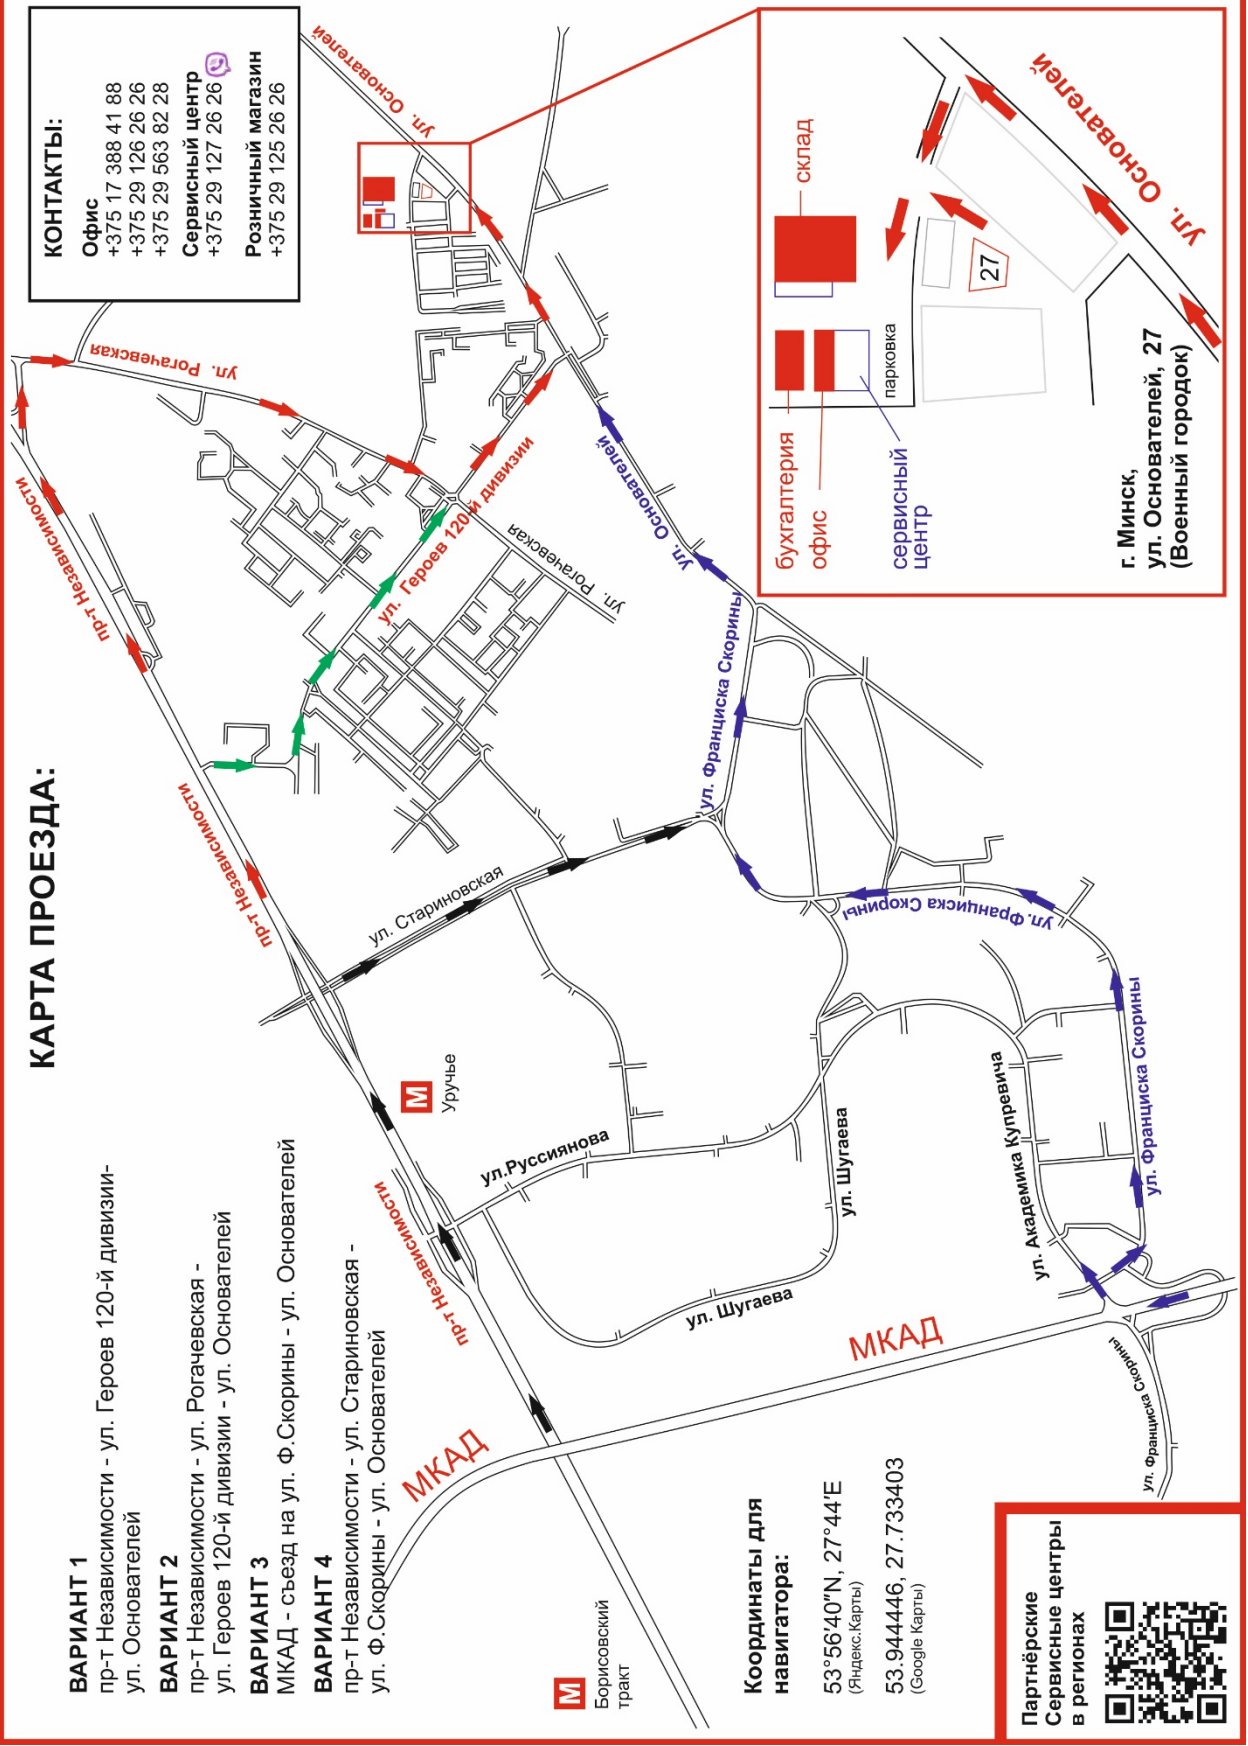 КАРТА ПРОЕЗДА:
ВАРИАНТ 1
пр-т Независимости - ул. Героев 120-й дивизии-
ул. Основателей
ВАРИАНТ 2
пр-т Независимости - ул. Рогачевская -
ул. Героев 120-й дивизии - ул. Основателей
ВАРИАНТ 3
МКАД - съезд на ул. Ф.Скорины - ул. Основателей
ВАРИАНТ 4
пр-т Независимости - ул. Стариновская -
ул. Ф.Скорины - ул. Основателей
КОНТАКТЫ:
Офис
+375 17 388 41 88
+375 29 126 26 26
+375 29 563 82 28
Сервисный центр
+375 29 127 26 26
Розничный магазин
+375 29 125 26 26
МКАД
МКАД
пр-т Независимости
пр-т Независимости
пр-т Независимости
ул. Рогачевская
ул. Рогачевская
ул. Героев 120-й дивизии
ул. Основателей
ул. Основателей
ул. Стариновская
М
Уручье
ул.Руссиянова
ул. Шугаева
ул. Шугаева
ул. Академика Купревича
ул. Франциска Скорины
ул. Франциска Скорины
ул. Франциска Скорины
ул. Франциска Скорины
М
Борисовский
тракт
Координаты для
навигатора:
53°56'40"N, 27°44'E
(Яндекс.Карты)
53.944446, 27.733403
(Google Карты)
бухгалтерия
офис
сервисный
центр
парковка
склад
27
ул. Основателей
г. Минск,
ул. Основателей, 27
(Военный городок)
Партнёрские
Сервисные центры
в регионах